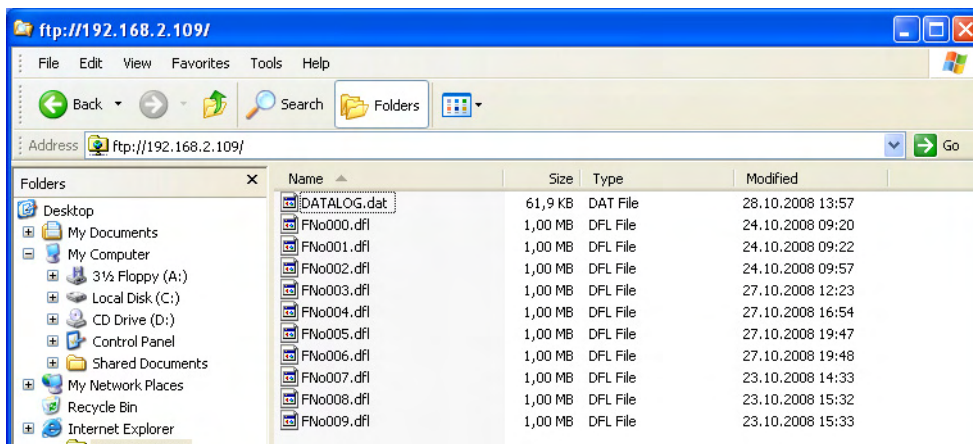 ftp://192.168.2.109/
File Edit View Favorites Tools Help
Back Search Folders
Address ftp://192.168.2.109/ Go
Folders x Name Size Type Modified
Desktop DATALOG.dat 61,9 KB DAT File 28.10.2008 13:57
My Documents FNo000.dfl 1,00 MB DFL File 24.10.2008 09:20
My Computer FNo001.dfl 1,00 MB DFL File 24.10.2008 09:22
3½ Floppy (A:) FNo002.dfl 1,00 MB DFL File 24.10.2008 09:57
Local Disk (C:) FNo003.dfl 1,00 MB DFL File 27.10.2008 12:23
CD Drive (D:) FNo004.dfl 1,00 MB DFL File 27.10.2008 16:54
Control Panel FNo005.dfl 1,00 MB DFL File 27.10.2008 19:47
Shared Documents FNo006.dfl 1,00 MB DFL File 27.10.2008 19:48
My Network Places FNo007.dfl 1,00 MB DFL File 23.10.2008 14:33
Recycle Bin FNo008.dfl 1,00 MB DFL File 23.10.2008 15:32
Internet Explorer FNo009.dfl 1,00 MB DFL File 23.10.2008 15:33